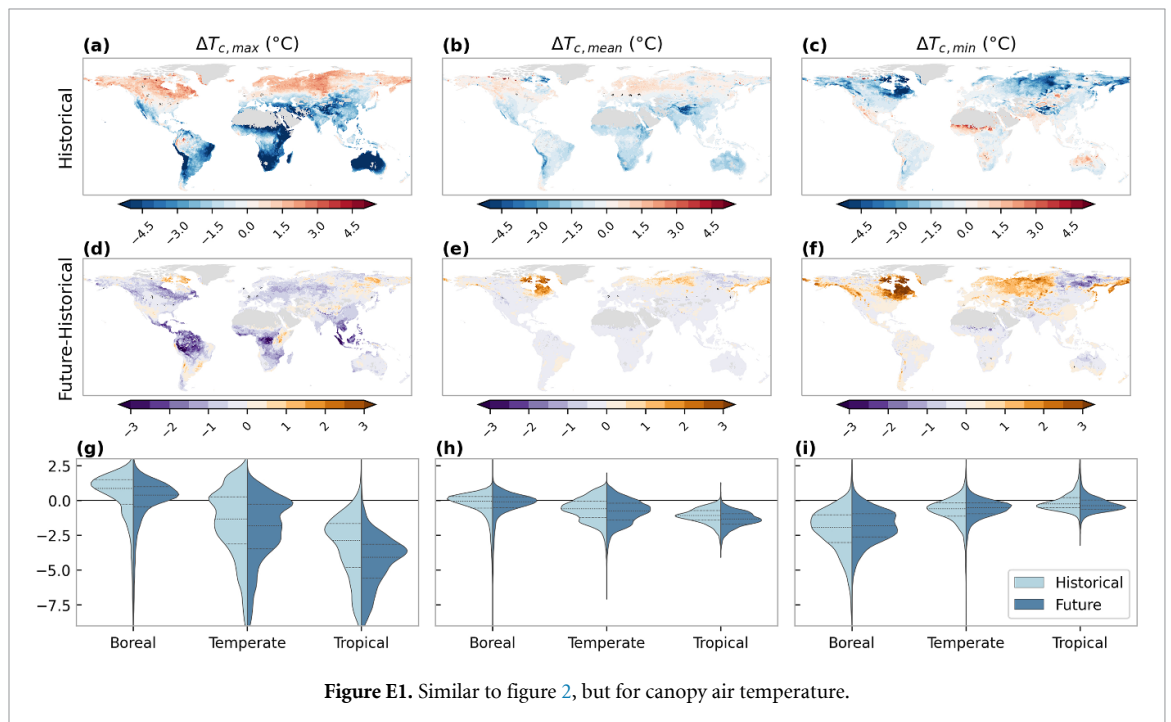 (a) ΔTc,max (°C) (b) ΔTc,mean (°C) (c) ΔTc,min (°C)
Historical
−4.5 −3.0 −1.5 0.0 1.5 3.0 4.5 −4.5 −3.0 −1.5 0.0 1.5 3.0 4.5 −4.5 −3.0 −1.5 0.0 1.5 3.0 4.5
(d) (e) (f)
Future-Historical
−3 −2 −1 0 1 2 3 −3 −2 −1 0 1 2 3 −3 −2 −1 0 1 2 3
(g) (h) (i)
2.5
0.0
−2.5
−5.0
−7.5
Historical
Future
Boreal Temperate Tropical Boreal Temperate Tropical Boreal Temperate Tropical
Figure E1. Similar to figure 2, but for canopy air temperature.